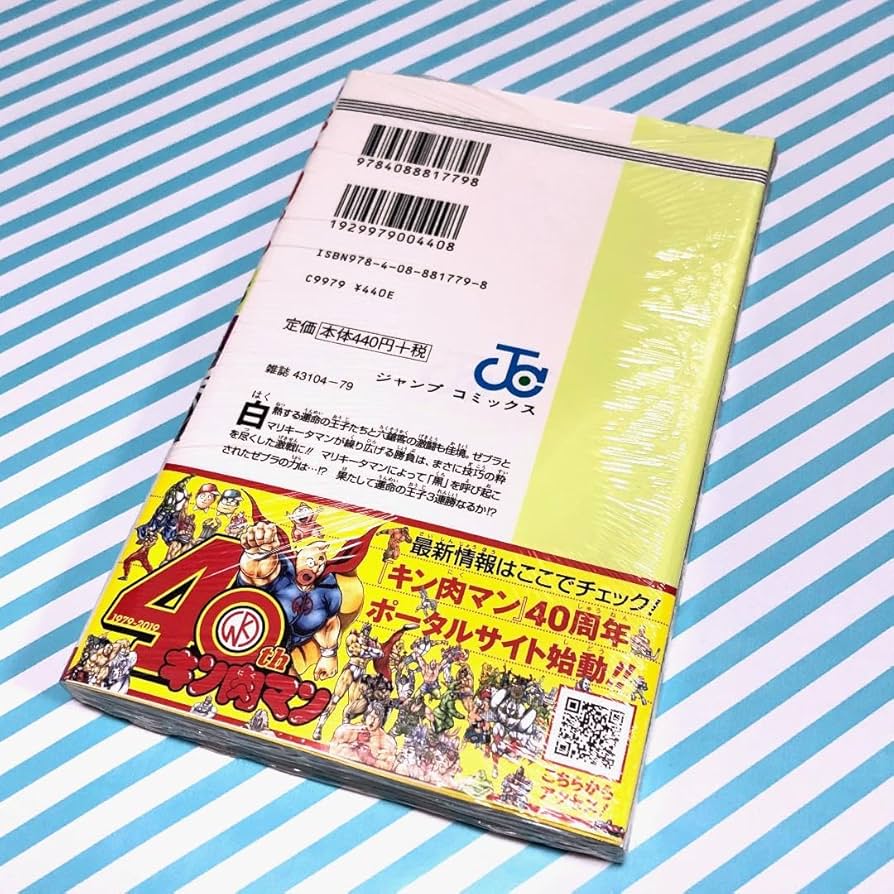 9784088817798
1929979004408
ISBN978-4-08-881779-8
C9979 ¥440E
定価 本体440円+税
雑誌 43104-79
JC
ジャンプ コミックス
白熱する運命の王子たちと六鎗客の激闘も佳境。ゼブラと
マリキータマンが繰り広げる勝負は、まさに技巧の粋
を尽くした激戦に!! マリキータマンによって「黒」を呼び起こ
されたゼブラの力は…!? 果たして運命の王子3連勝なるか!?
最新情報はここでチェック!
『キン肉マン』40周年
ポータルサイト始動!!
40th
1979-2019
キン肉マン
こちらから
アクセス!